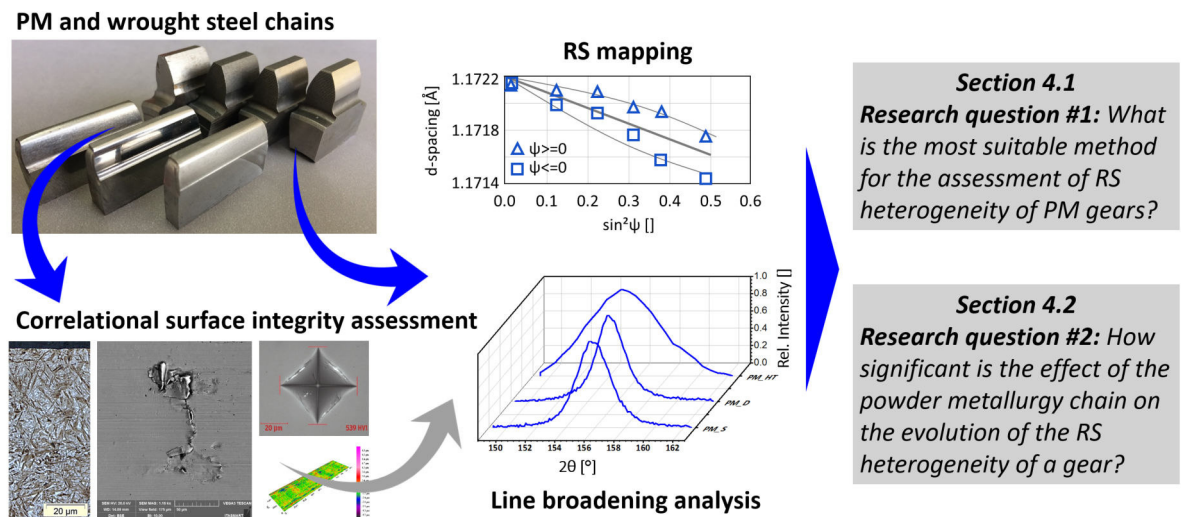 PM and wrought steel chains
RS mapping
d-spacing [Å]
1.1722
1.1718
1.1714
△ ψ>=0
□ ψ<=0
0.0 0.1 0.2 0.3 0.4 0.5 0.6
sin²ψ []
Section 4.1
Research question #1: What
is the most suitable method
for the assessment of RS
heterogeneity of PM gears?
Correlational surface integrity assessment
20 µm
20 µm
539 HV1
1.0
0.8
0.6
0.4
0.2
0.0
Rel. Intensity []
PM_HT
PM_D
PM_S
150 152 154 156 158 160 162
2θ [°]
Line broadening analysis
Section 4.2
Research question #2: How
significant is the effect of the
powder metallurgy chain on
the evolution of the RS
heterogeneity of a gear?